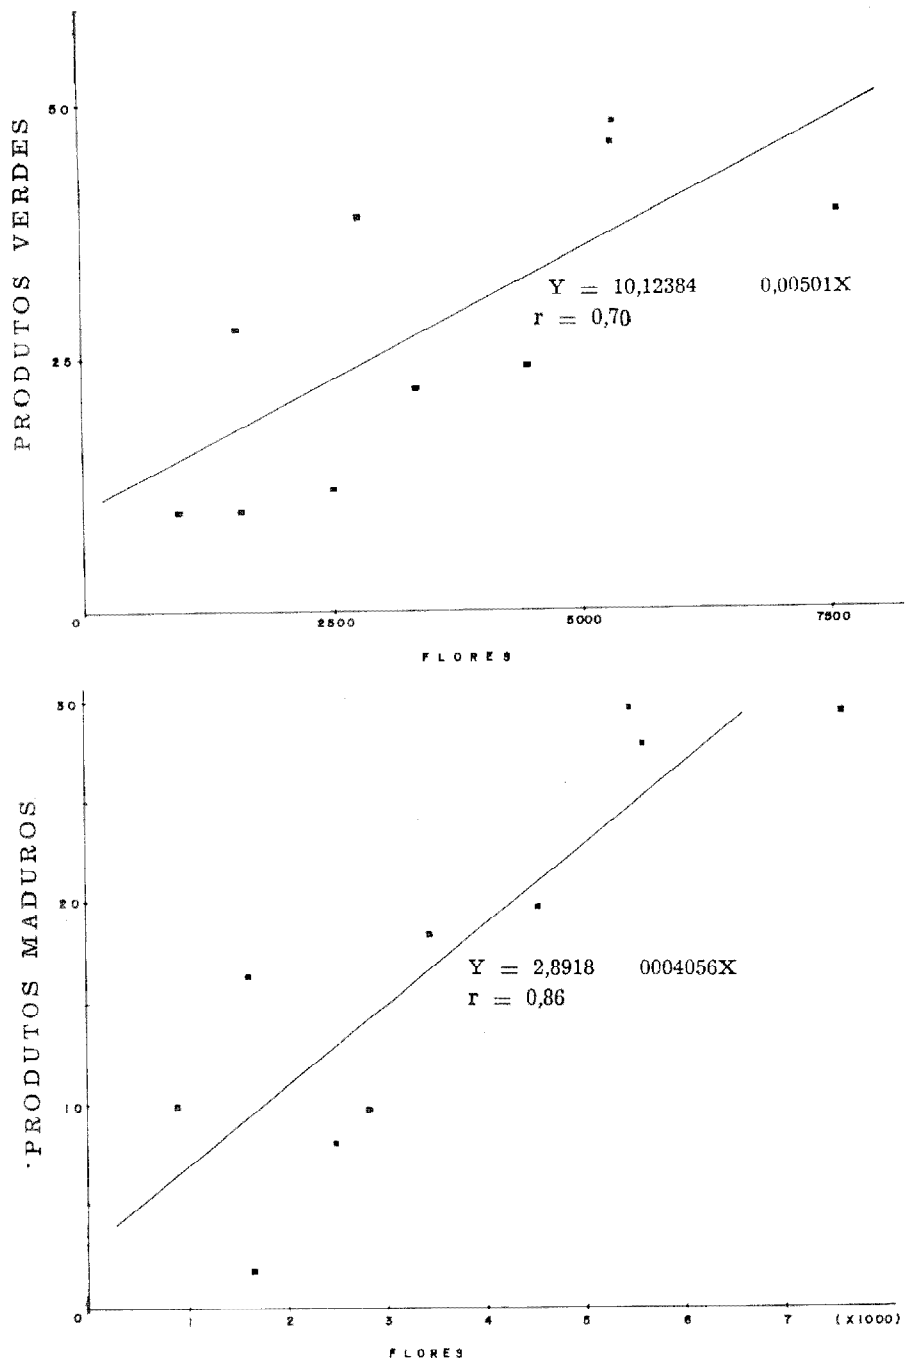 PRODUTOS VERDES
50
25
0
2500
5000
7500
Y = 10,12384 0,00501X
r = 0,70
FLORES
PRODUTOS MADUROS
30
20
10
0
1
2
3
4
5
6
7
(X1000)
Y = 2,8918 0004056X
r = 0,86
FLORES